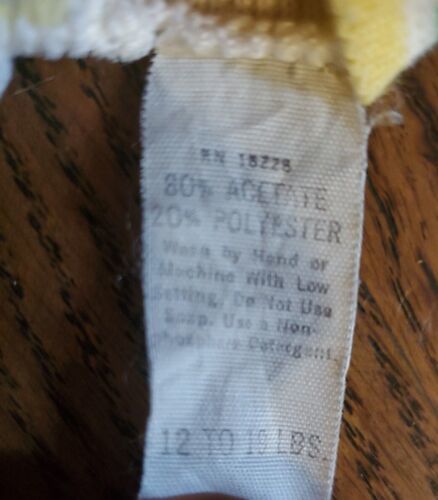 RN 15225
80% ACETATE
20% POLYESTER
Wash by Hand or
Machine With Low
Setting. Do Not Use
Soap. Use a Non-
phosphate Detergent.
12 TO 19 LBS.